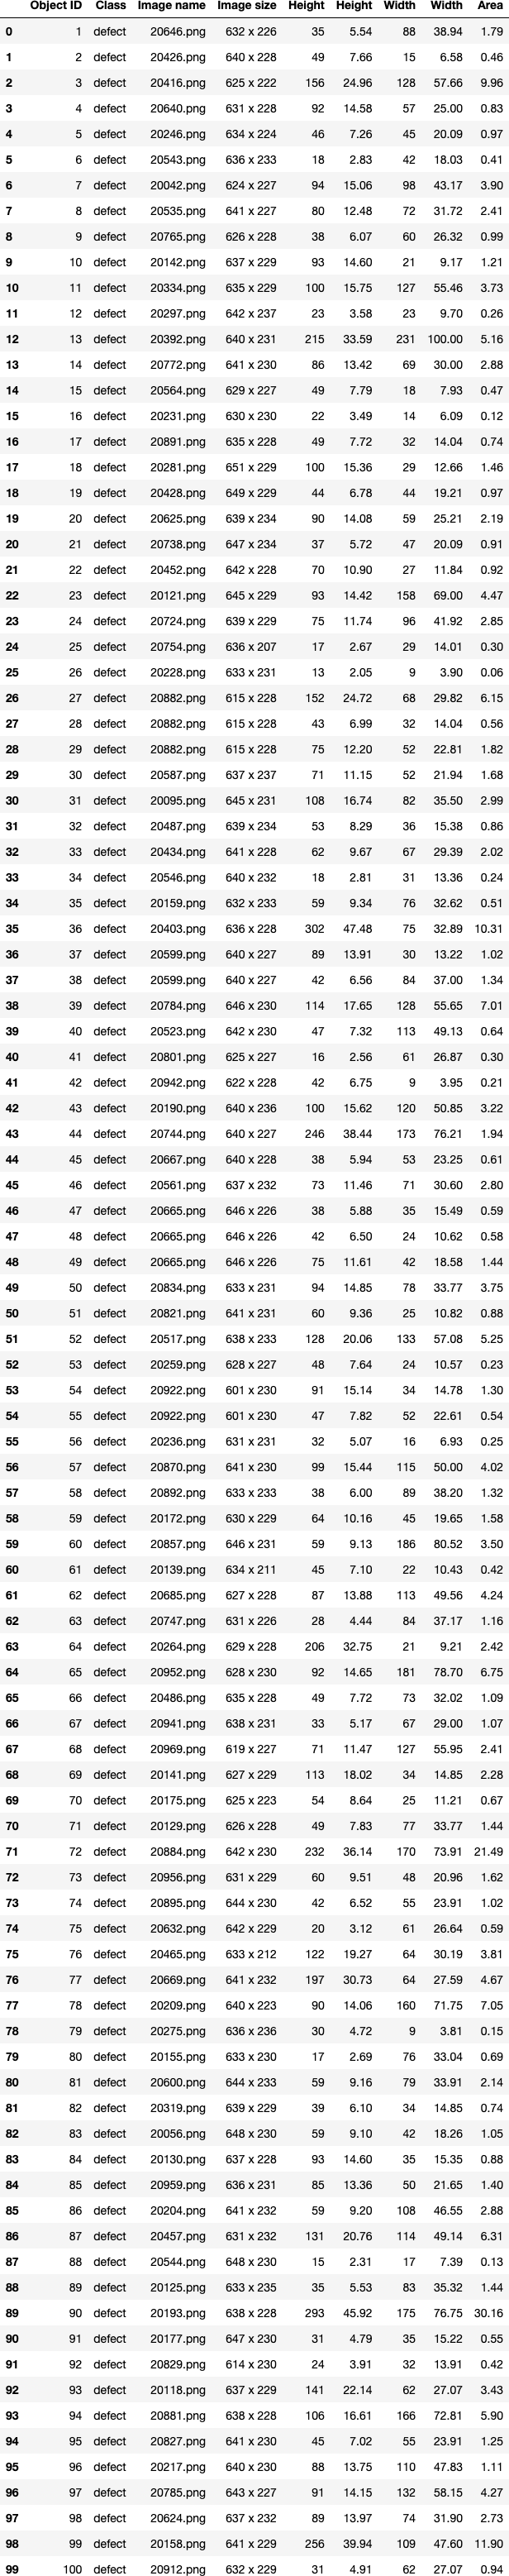 Object ID Class Image name Image size Height Height Width Width Area
0 1 defect 20646.png 632 x 226 35 5.54 88 38.94 1.79
1 2 defect 20426.png 640 x 228 49 7.66 15 6.58 0.46
2 3 defect 20416.png 625 x 222 156 24.96 128 57.66 9.96
3 4 defect 20640.png 631 x 228 92 14.58 57 25.00 0.83
4 5 defect 20246.png 634 x 224 46 7.26 45 20.09 0.97
5 6 defect 20543.png 636 x 233 18 2.83 42 18.03 0.41
6 7 defect 20042.png 624 x 227 94 15.06 98 43.17 3.90
7 8 defect 20535.png 641 x 227 80 12.48 72 31.72 2.41
8 9 defect 20765.png 626 x 228 38 6.07 60 26.32 0.99
9 10 defect 20142.png 637 x 229 93 14.60 21 9.17 1.21
10 11 defect 20334.png 635 x 229 100 15.75 127 55.46 3.73
11 12 defect 20297.png 642 x 237 23 3.58 23 9.70 0.26
12 13 defect 20392.png 640 x 231 215 33.59 231 100.00 5.16
13 14 defect 20772.png 641 x 230 86 13.42 69 30.00 2.88
14 15 defect 20564.png 629 x 227 49 7.79 18 7.93 0.47
15 16 defect 20231.png 630 x 230 22 3.49 14 6.09 0.12
16 17 defect 20891.png 635 x 228 49 7.72 32 14.04 0.74
17 18 defect 20281.png 651 x 229 100 15.36 29 12.66 1.46
18 19 defect 20428.png 649 x 229 44 6.78 44 19.21 0.97
19 20 defect 20625.png 639 x 234 90 14.08 59 25.21 2.19
20 21 defect 20738.png 647 x 234 37 5.72 47 20.09 0.91
21 22 defect 20452.png 642 x 228 70 10.90 27 11.84 0.92
22 23 defect 20121.png 645 x 229 93 14.42 158 69.00 4.47
23 24 defect 20724.png 639 x 229 75 11.74 96 41.92 2.85
24 25 defect 20754.png 636 x 207 17 2.67 29 14.01 0.30
25 26 defect 20228.png 633 x 231 13 2.05 9 3.90 0.06
26 27 defect 20882.png 615 x 228 152 24.72 68 29.82 6.15
27 28 defect 20882.png 615 x 228 43 6.99 32 14.04 0.56
28 29 defect 20882.png 615 x 228 75 12.20 52 22.81 1.82
29 30 defect 20587.png 637 x 237 71 11.15 52 21.94 1.68
30 31 defect 20095.png 645 x 231 108 16.74 82 35.50 2.99
31 32 defect 20487.png 639 x 234 53 8.29 36 15.38 0.86
32 33 defect 20434.png 641 x 228 62 9.67 67 29.39 2.02
33 34 defect 20546.png 640 x 232 18 2.81 31 13.36 0.24
34 35 defect 20159.png 632 x 233 59 9.34 76 32.62 0.51
35 36 defect 20403.png 636 x 228 302 47.48 75 32.89 10.31
36 37 defect 20599.png 640 x 227 89 13.91 30 13.22 1.02
37 38 defect 20599.png 640 x 227 42 6.56 84 37.00 1.34
38 39 defect 20784.png 646 x 230 114 17.65 128 55.65 7.01
39 40 defect 20523.png 642 x 230 47 7.32 113 49.13 0.64
40 41 defect 20801.png 625 x 227 16 2.56 61 26.87 0.30
41 42 defect 20942.png 622 x 228 42 6.75 9 3.95 0.21
42 43 defect 20190.png 640 x 236 100 15.62 120 50.85 3.22
43 44 defect 20744.png 640 x 227 246 38.44 173 76.21 1.94
44 45 defect 20667.png 640 x 228 38 5.94 53 23.25 0.61
45 46 defect 20561.png 637 x 232 73 11.46 71 30.60 2.80
46 47 defect 20665.png 646 x 226 38 5.88 35 15.49 0.59
47 48 defect 20665.png 646 x 226 42 6.50 24 10.62 0.58
48 49 defect 20665.png 646 x 226 75 11.61 42 18.58 1.44
49 50 defect 20834.png 633 x 231 94 14.85 78 33.77 3.75
50 51 defect 20821.png 641 x 231 60 9.36 25 10.82 0.88
51 52 defect 20517.png 638 x 233 128 20.06 133 57.08 5.25
52 53 defect 20259.png 628 x 227 48 7.64 24 10.57 0.23
53 54 defect 20922.png 601 x 230 91 15.14 34 14.78 1.30
54 55 defect 20922.png 601 x 230 47 7.82 52 22.61 0.54
55 56 defect 20236.png 631 x 231 32 5.07 16 6.93 0.25
56 57 defect 20870.png 641 x 230 99 15.44 115 50.00 4.02
57 58 defect 20892.png 633 x 233 38 6.00 89 38.20 1.32
58 59 defect 20172.png 630 x 229 64 10.16 45 19.65 1.58
59 60 defect 20857.png 646 x 231 59 9.13 186 80.52 3.50
60 61 defect 20139.png 634 x 211 45 7.10 22 10.43 0.42
61 62 defect 20685.png 627 x 228 87 13.88 113 49.56 4.24
62 63 defect 20747.png 631 x 226 28 4.44 84 37.17 1.16
63 64 defect 20264.png 629 x 228 206 32.75 21 9.21 2.42
64 65 defect 20952.png 628 x 230 92 14.65 181 78.70 6.75
65 66 defect 20486.png 635 x 228 49 7.72 73 32.02 1.09
66 67 defect 20941.png 638 x 231 33 5.17 67 29.00 1.07
67 68 defect 20969.png 619 x 227 71 11.47 127 55.95 2.41
68 69 defect 20141.png 627 x 229 113 18.02 34 14.85 2.28
69 70 defect 20175.png 625 x 223 54 8.64 25 11.21 0.67
70 71 defect 20129.png 626 x 228 49 7.83 77 33.77 1.44
71 72 defect 20884.png 642 x 230 232 36.14 170 73.91 21.49
72 73 defect 20956.png 631 x 229 60 9.51 48 20.96 1.62
73 74 defect 20895.png 644 x 230 42 6.52 55 23.91 1.02
74 75 defect 20632.png 642 x 229 20 3.12 61 26.64 0.59
75 76 defect 20465.png 633 x 212 122 19.27 64 30.19 3.81
76 77 defect 20669.png 641 x 232 197 30.73 64 27.59 4.67
77 78 defect 20209.png 640 x 223 90 14.06 160 71.75 7.05
78 79 defect 20275.png 636 x 236 30 4.72 9 3.81 0.15
79 80 defect 20155.png 633 x 230 17 2.69 76 33.04 0.69
80 81 defect 20600.png 644 x 233 59 9.16 79 33.91 2.14
81 82 defect 20319.png 639 x 229 39 6.10 34 14.85 0.74
82 83 defect 20056.png 648 x 230 59 9.10 42 18.26 1.05
83 84 defect 20130.png 637 x 228 93 14.60 35 15.35 0.88
84 85 defect 20959.png 636 x 231 85 13.36 50 21.65 1.40
85 86 defect 20204.png 641 x 232 59 9.20 108 46.55 2.88
86 87 defect 20457.png 631 x 232 131 20.76 114 49.14 6.31
87 88 defect 20544.png 648 x 230 15 2.31 17 7.39 0.13
88 89 defect 20125.png 633 x 235 35 5.53 83 35.32 1.44
89 90 defect 20193.png 638 x 228 293 45.92 175 76.75 30.16
90 91 defect 20177.png 647 x 230 31 4.79 35 15.22 0.55
91 92 defect 20829.png 614 x 230 24 3.91 32 13.91 0.42
92 93 defect 20118.png 637 x 229 141 22.14 62 27.07 3.43
93 94 defect 20881.png 638 x 228 106 16.61 166 72.81 5.90
94 95 defect 20827.png 641 x 230 45 7.02 55 23.91 1.25
95 96 defect 20217.png 640 x 230 88 13.75 110 47.83 1.11
96 97 defect 20785.png 643 x 227 91 14.15 132 58.15 4.27
97 98 defect 20624.png 637 x 232 89 13.97 74 31.90 2.73
98 99 defect 20158.png 641 x 229 256 39.94 109 47.60 11.90
99 100 defect 20912.png 632 x 229 31 4.91 62 27.07 0.94